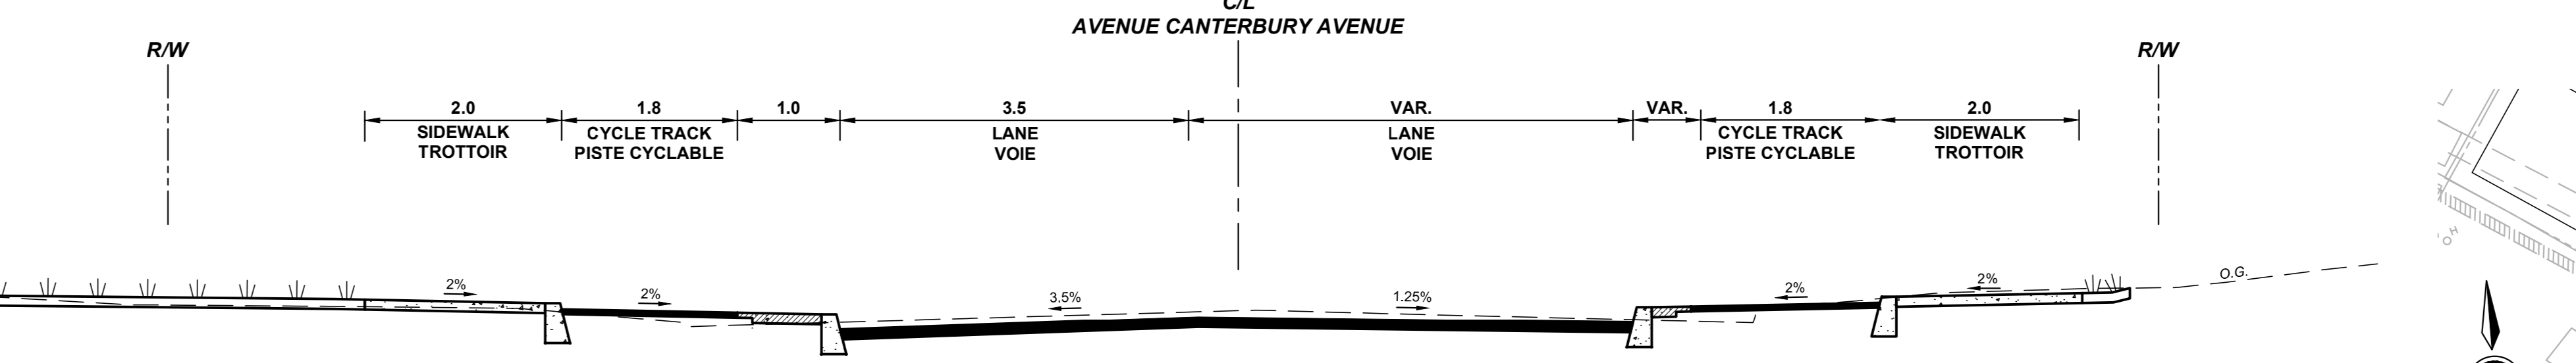 C/L
AVENUE CANTERBURY AVENUE
R/W
R/W
2.0
1.8
1.0
3.5
VAR.
VAR.
1.8
2.0
SIDEWALK
TROTTOIR
CYCLE TRACK
PISTE CYCLABLE
LANE
VOIE
LANE
VOIE
CYCLE TRACK
PISTE CYCLABLE
SIDEWALK
TROTTOIR
2%
2%
3.5%
1.25%
2%
2%
O.G.